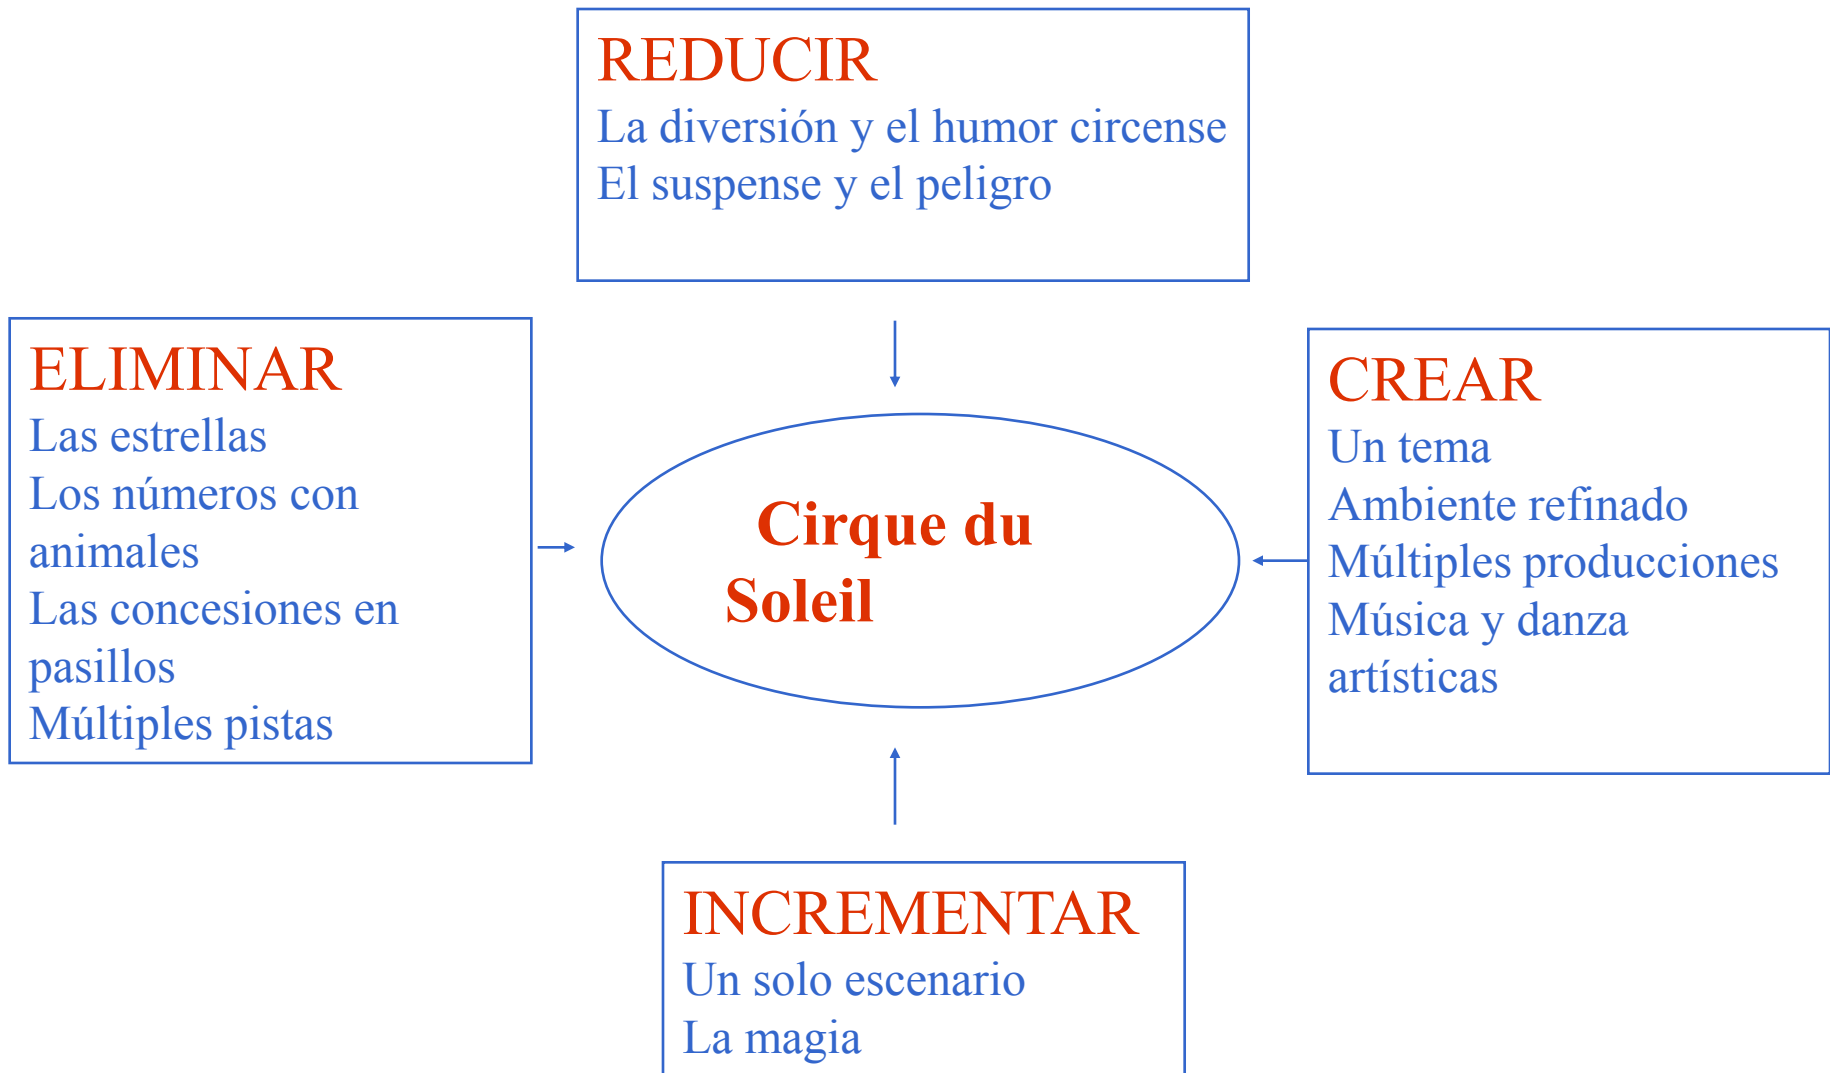 REDUCIR
La diversión y el humor circense
El suspense y el peligro
ELIMINAR
Las estrellas
Los números con
animales
Las concesiones en
pasillos
Múltiples pistas
Cirque du
Soleil
CREAR
Un tema
Ambiente refinado
Múltiples producciones
Música y danza
artísticas
INCREMENTAR
Un solo escenario
La magia